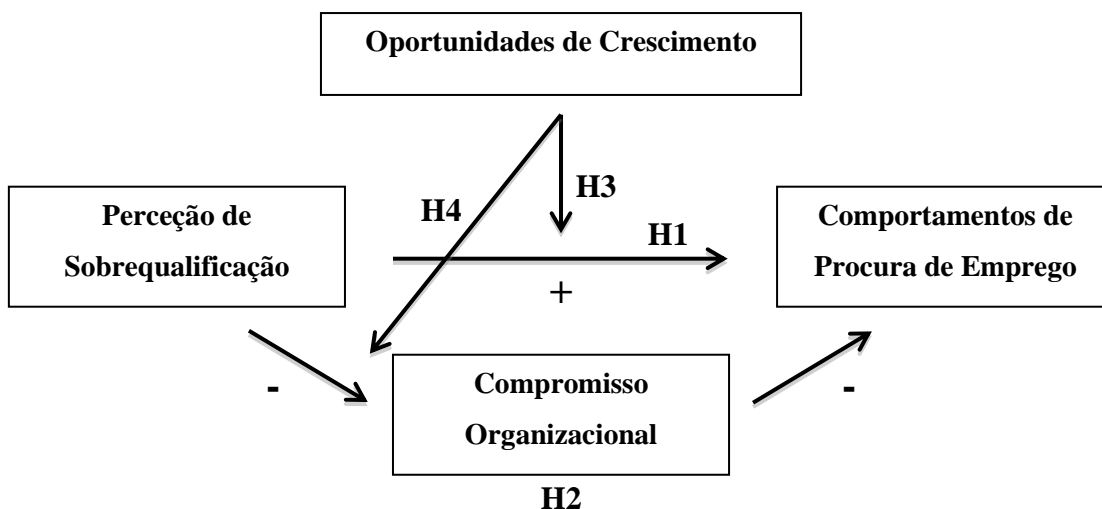 Oportunidades de Crescimento
H3
H4
Perceção de
Sobrequalificação
H1
Comportamentos de
Procura de Emprego
+
-
Compromisso
Organizacional
-
H2